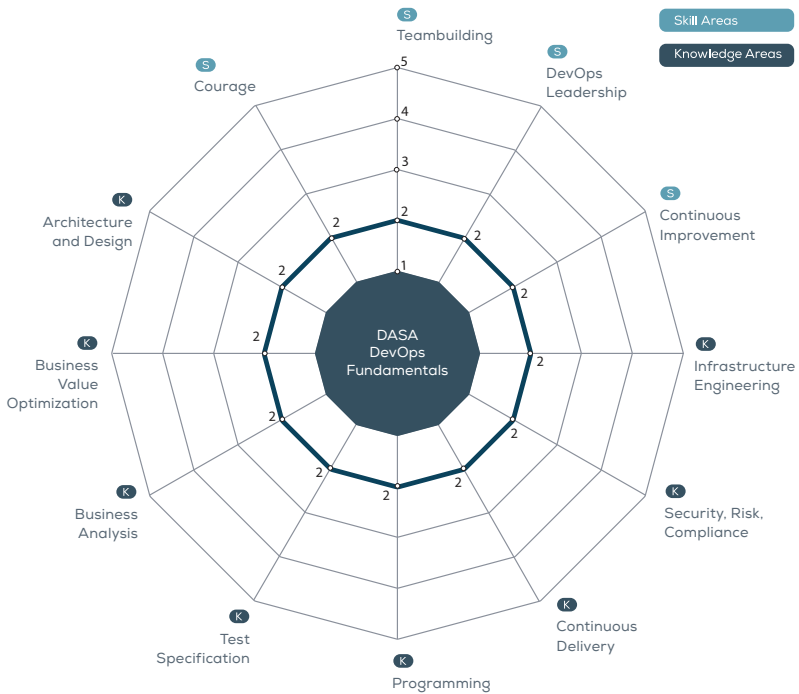 S
Teambuilding
Skill Areas
Knowledge Areas
S
DevOps
Leadership
S
Courage
5
4
3
2
1
K
Architecture
and Design
S
Continuous
Improvement
2
2
2
2
2
2
2
2
2
2
2
DASA
DevOps
Fundamentals
K
Business
Value
Optimization
K
Infrastructure
Engineering
K
Business
Analysis
K
Security, Risk,
Compliance
K
Test
Specification
K
Continuous
Delivery
K
Programming